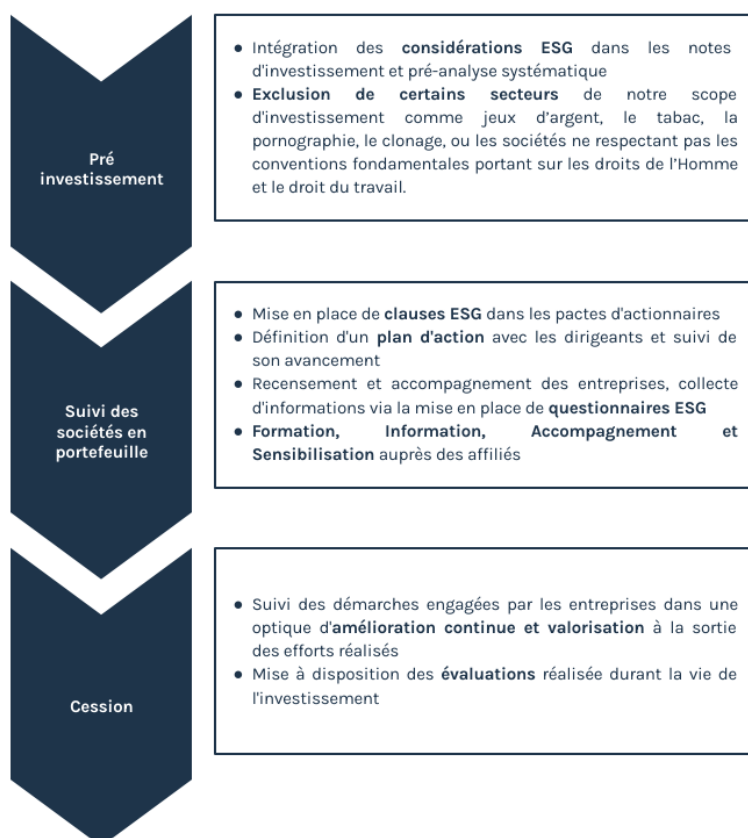 ● Intégration des considérations ESG dans les notes
d'investissement et pré-analyse systématique
● Exclusion de certains secteurs de notre scope
d'investissement comme jeux d’argent, le tabac, la
pornographie, le clonage, ou les sociétés ne respectant pas les
conventions fondamentales portant sur les droits de l’Homme
et le droit du travail.
Pré
investissement
● Mise en place de clauses ESG dans les pactes d'actionnaires
● Définition d'un plan d'action avec les dirigeants et suivi de
son avancement
● Recensement et accompagnement des entreprises, collecte
d'informations via la mise en place de questionnaires ESG
● Formation, Information, Accompagnement et
Sensibilisation auprès des affiliés
Suivi des
sociétés en
portefeuille
● Suivi des démarches engagées par les entreprises dans une
optique d'amélioration continue et valorisation à la sortie
des efforts réalisés
● Mise à disposition des évaluations réalisée durant la vie de
l'investissement
Cession